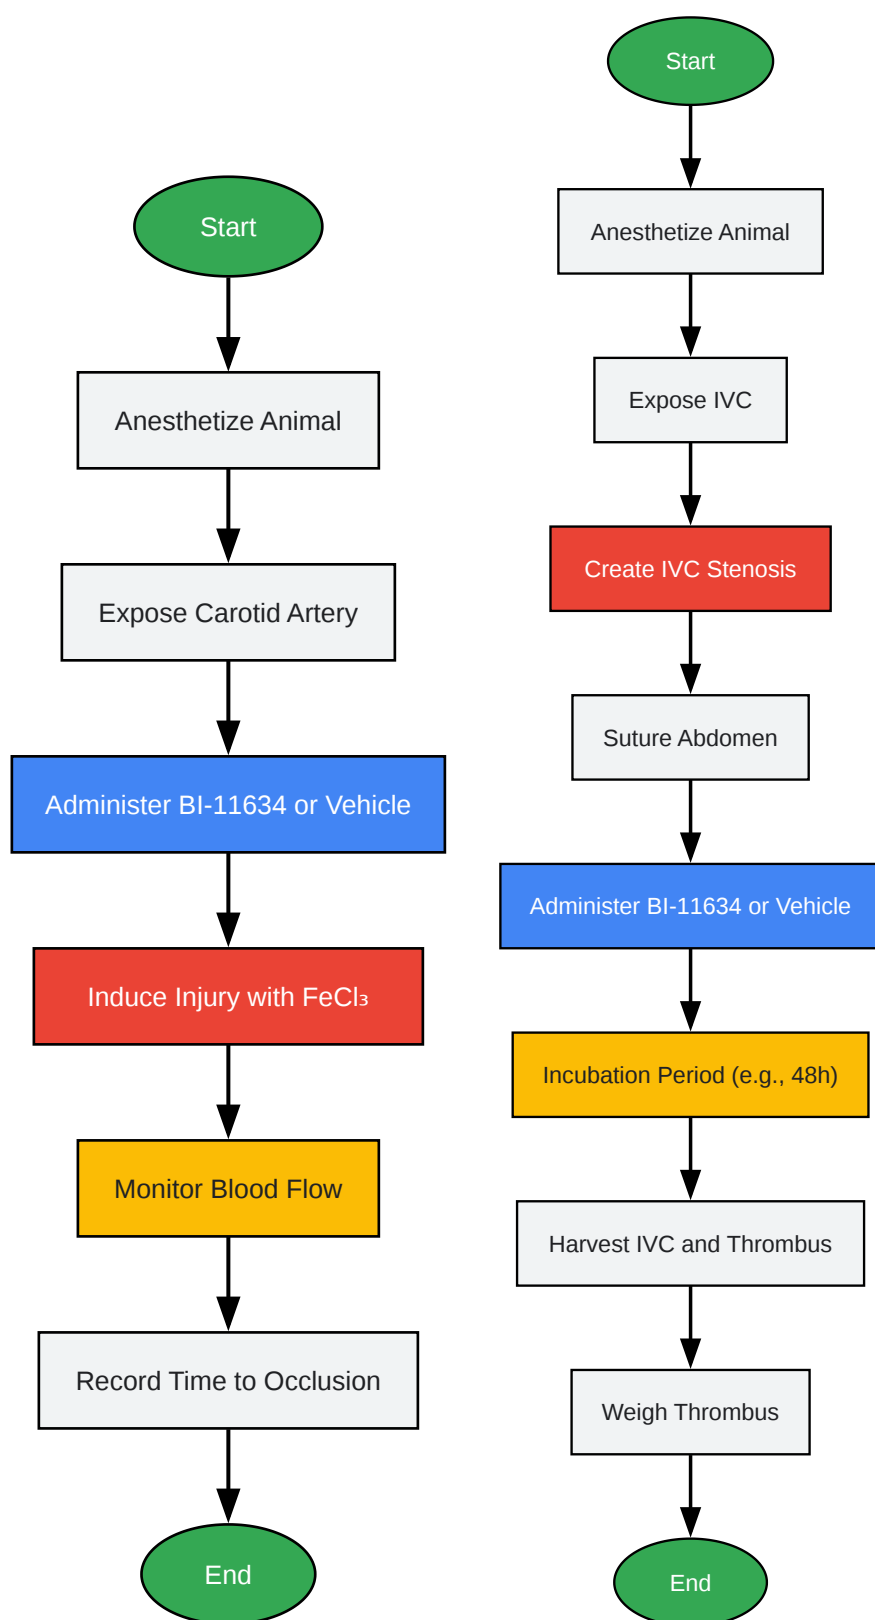 Start
Anesthetize Animal
Expose Carotid Artery
Administer BI-11634 or Vehicle
Induce Injury with FeCl₃
Monitor Blood Flow
Record Time to Occlusion
End
Start
Anesthetize Animal
Expose IVC
Create IVC Stenosis
Suture Abdomen
Administer BI-11634 or Vehicle
Incubation Period (e.g., 48h)
Harvest IVC and Thrombus
Weigh Thrombus
End